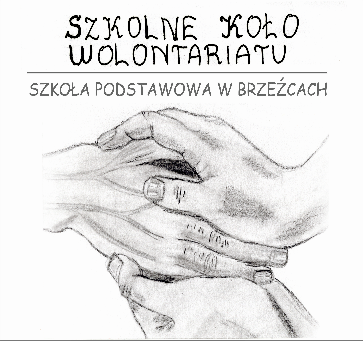 SZKOLNE KOŁO
WOLONTARIATU
SZKOŁA PODSTAWOWA W BRZEŹCACH